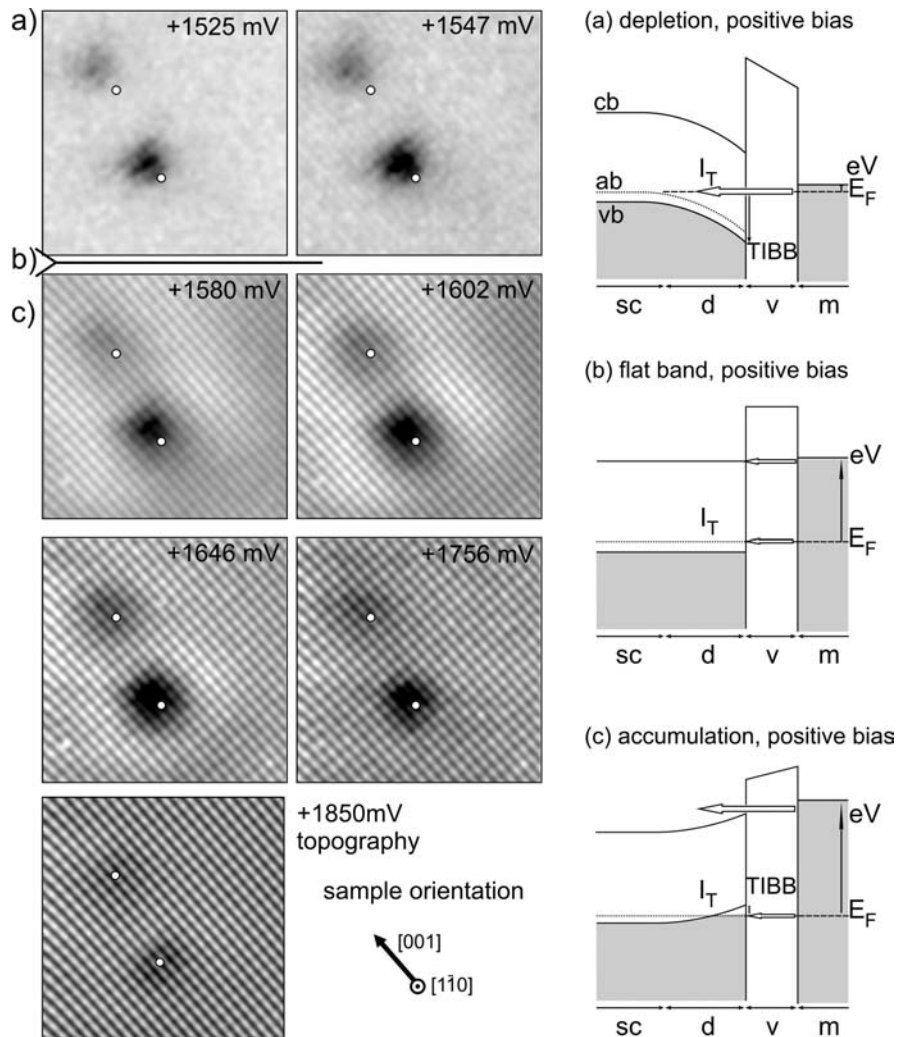 a)
+1525 mV
+1547 mV
b)
c)
+1580 mV
+1602 mV
+1646 mV
+1756 mV
+1850mV
topography
sample orientation
[001]
[11̄0]
(a) depletion, positive bias
cb
I_T
eV
ab
E_F
vb
TIBB
sc d v m
(b) flat band, positive bias
eV
I_T
E_F
sc d v m
(c) accumulation, positive bias
eV
TIBB
I_T
E_F
sc d v m